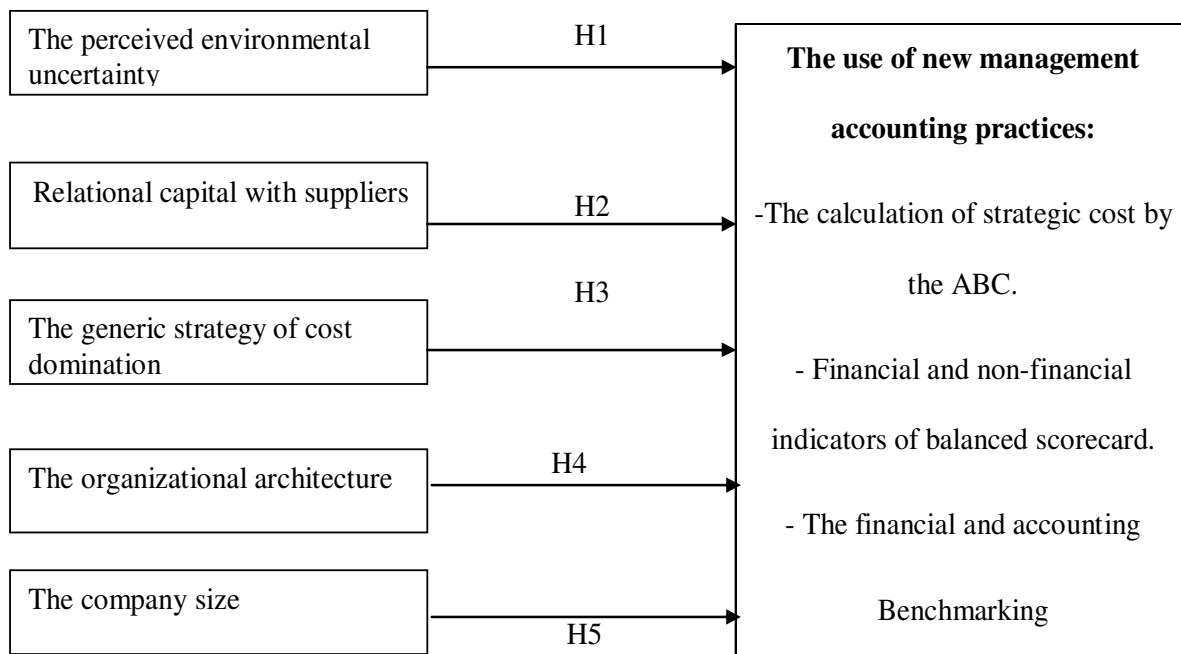 The perceived environmental
uncertainty
H1
Relational capital with suppliers
H2
The generic strategy of cost
domination
H3
The organizational architecture
H4
The company size
H5
The use of new management
accounting practices:
-The calculation of strategic cost by
the ABC.
- Financial and non-financial
indicators of balanced scorecard.
- The financial and accounting
Benchmarking